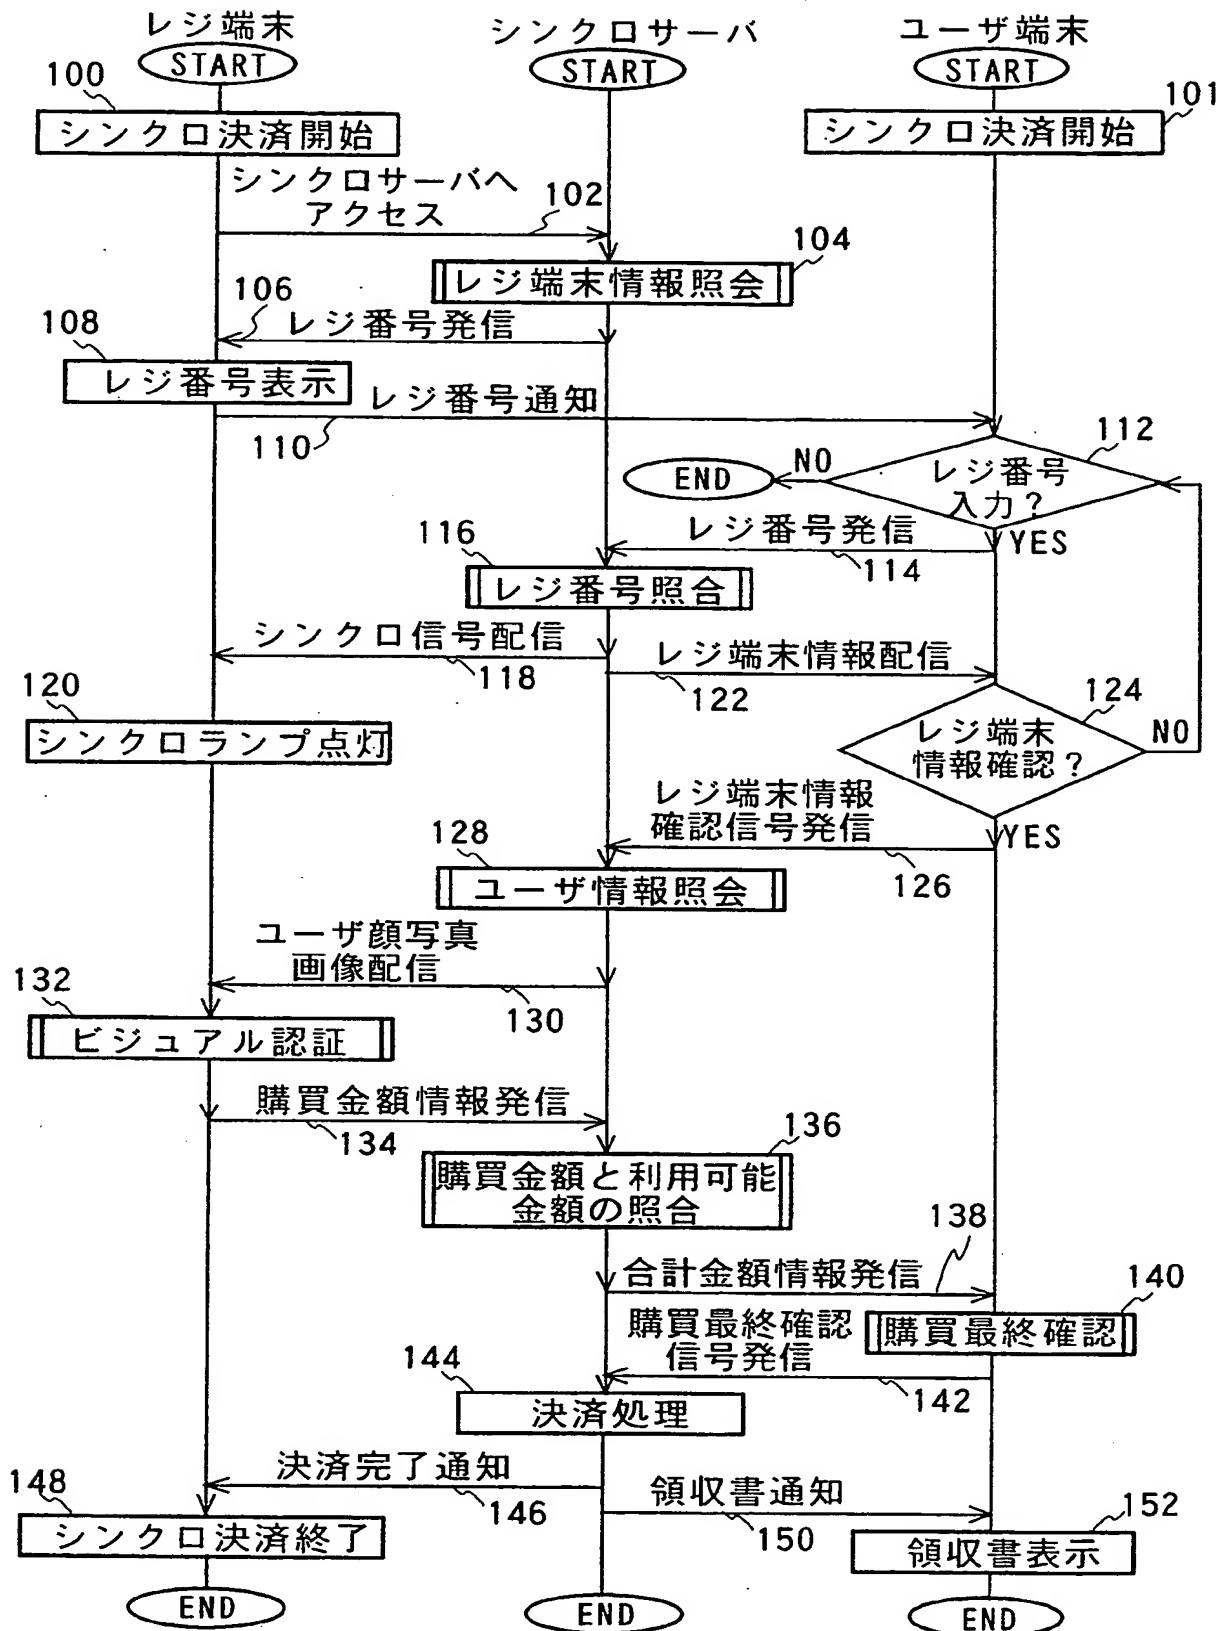 レジ端末
シンクロサーバ
ユーザ端末
START
START
START
100
101
シンクロ決済開始
シンクロ決済開始
シンクロサーバへ
アクセス
102
104
レジ端末情報照会
106
レジ番号発信
108
レジ番号表示
レジ番号通知
110
112
END
NO
レジ番号
入力?
YES
レジ番号発信
114
116
レジ番号照合
シンクロ信号配信
118
レジ端末情報配信
122
120
シンクロランプ点灯
124
レジ端末
情報確認?
NO
YES
レジ端末情報
確認信号発信
126
128
ユーザ情報照会
ユーザ顔写真
画像配信
130
132
ビジュアル認証
購買金額情報発信
134
136
購買金額と利用可能
金額の照合
138
合計金額情報発信
140
購買最終確認
購買最終確認
信号発信
142
144
決済処理
決済完了通知
146
148
シンクロ決済終了
領収書通知
150
152
領収書表示
END
END
END